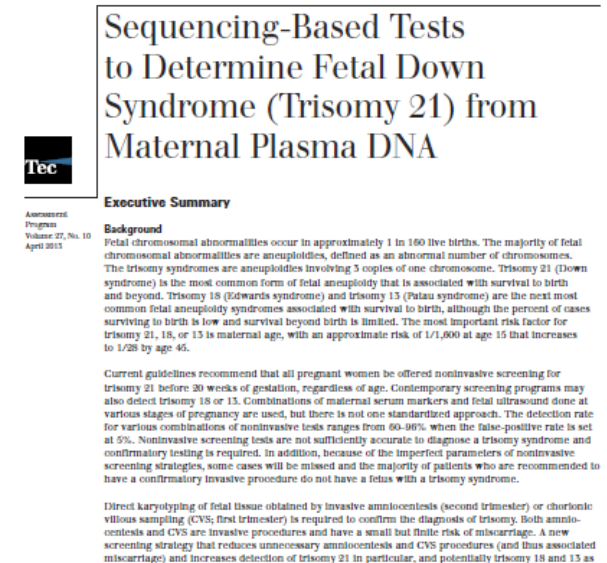 Sequencing-Based Tests
to Determine Fetal Down
Syndrome (Trisomy 21) from
Maternal Plasma DNA
Tec
Assessment
Program
Volume 27, No. 10
April 2013
Executive Summary
Background
Fetal chromosomal abnormalities occur in approximately 1 in 160 live births. The majority of fetal
chromosomal abnormalities are aneuploidies, defined as an abnormal number of chromosomes.
The trisomy syndromes are aneuploidies involving 3 copies of one chromosome. Trisomy 21 (Down
syndrome) is the most common form of fetal aneuploidy that is associated with survival to birth
and beyond. Trisomy 18 (Edwards syndrome) and trisomy 13 (Patau syndrome) are the next most
common fetal aneuploidy syndromes associated with survival to birth, although the percent of cases
surviving to birth is low and survival beyond birth is limited. The most important risk factor for
trisomy 21, 18, or 13 is maternal age, with an approximate risk of 1/1,600 at age 15 that increases
to 1/28 by age 45.
Current guidelines recommend that all pregnant women be offered noninvasive screening for
trisomy 21 before 20 weeks of gestation, regardless of age. Contemporary screening programs may
also detect trisomy 18 or 13. Combinations of maternal serum markers and fetal ultrasound done at
various stages of pregnancy are used, but there is not one standardized approach. The detection rate
for various combinations of noninvasive tests ranges from 60–96% when the false-positive rate is set
at 5%. Noninvasive screening tests are not sufficiently accurate to diagnose a trisomy syndrome and
confirmatory testing is required. In addition, because of the imperfect parameters of noninvasive
screening strategies, some cases will be missed and the majority of patients who are recommended to
have a confirmatory invasive procedure do not have a fetus with a trisomy syndrome.
Direct karyotyping of fetal tissue obtained by invasive amniocentesis (second trimester) or chorionic
villous sampling (CVS; first trimester) is required to confirm the diagnosis of trisomy. Both amnio-
centesis and CVS are invasive procedures and have a small but finite risk of miscarriage. A new
screening strategy that reduces unnecessary amniocentesis and CVS procedures (and thus associated
miscarriage) and increases detection of trisomy 21 in particular, and potentially trisomy 18 and 13 as